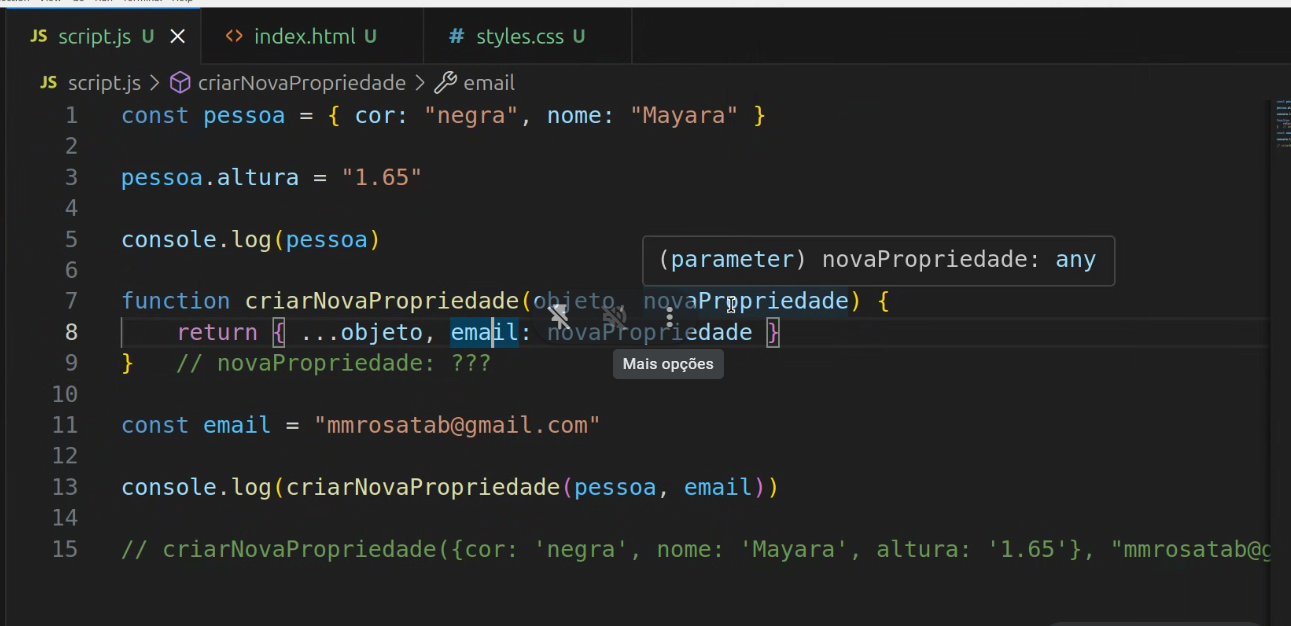 JS script.js U
<> index.html U
# styles.css U
JS script.js > criarNovaPropriedade > email
1 const pessoa = { cor: "negra", nome: "Mayara" }
2
3 pessoa.altura = "1.65"
4
5 console.log(pessoa)
6
(parameter) novaPropriedade: any
7 function criarNovaPropriedade(objeto, novaPropriedade) {
8 return { ...objeto, email: novaPropriedade }
9 } // novaPropriedade: ???
Mais opções
10
11 const email = "mmrosatab@gmail.com"
12
13 console.log(criarNovaPropriedade(pessoa, email))
14
15 // criarNovaPropriedade({cor: 'negra', nome: 'Mayara', altura: '1.65'}, "mmrosatab@g